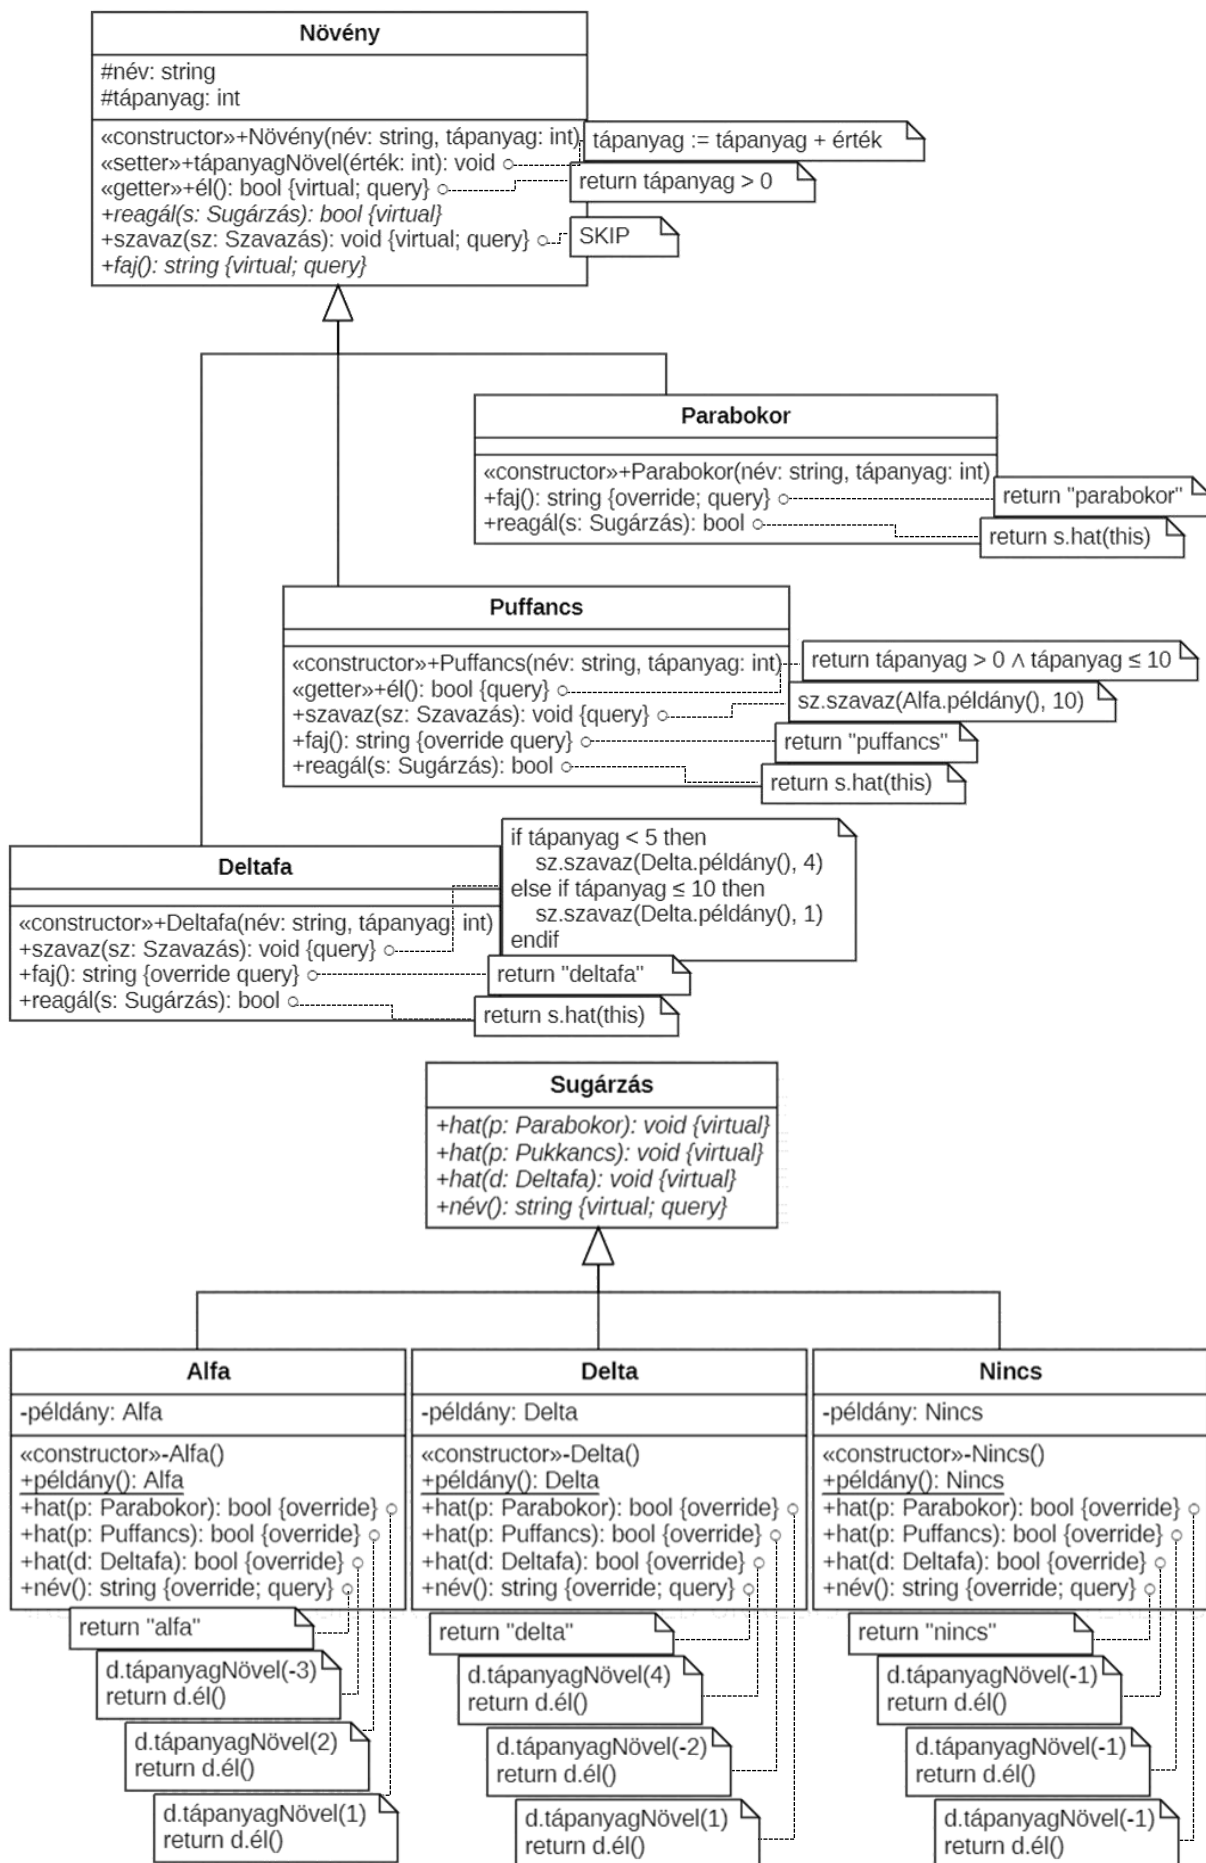 Növény
#név: string
#tápanyag: int
«constructor»+Növény(név: string, tápanyag: int)
«setter»+tápanyagNövel(érték: int): void
«getter»+él(): bool {virtual; query}
+reagál(s: Sugárzás): bool {virtual}
+szavaz(sz: Szavazás): void {virtual; query}
+faj(): string {virtual; query}
tápanyag := tápanyag + érték
return tápanyag > 0
SKIP
Parabokor
«constructor»+Parabokor(név: string, tápanyag: int)
+faj(): string {override; query}
+reagál(s: Sugárzás): bool
return "parabokor"
return s.hat(this)
Puffancs
«constructor»+Puffancs(név: string, tápanyag: int)
«getter»+él(): bool {query}
+szavaz(sz: Szavazás): void {query}
+faj(): string {override query}
+reagál(s: Sugárzás): bool
return tápanyag > 0 ∧ tápanyag ≤ 10
sz.szavaz(Alfa.példány(), 10)
return "puffancs"
return s.hat(this)
Deltafa
«constructor»+Deltafa(név: string, tápanyag: int)
+szavaz(sz: Szavazás): void {query}
+faj(): string {override query}
+reagál(s: Sugárzás): bool
if tápanyag < 5 then
sz.szavaz(Delta.példány(), 4)
else if tápanyag ≤ 10 then
sz.szavaz(Delta.példány(), 1)
endif
return "deltafa"
return s.hat(this)
Sugárzás
+hat(p: Parabokor): void {virtual}
+hat(p: Pukkancs): void {virtual}
+hat(d: Deltafa): void {virtual}
+név(): string {virtual; query}
Alfa
-példány: Alfa
«constructor»-Alfa()
+példány(): Alfa
+hat(p: Parabokor): bool {override}
+hat(p: Puffancs): bool {override}
+hat(d: Deltafa): bool {override}
+név(): string {override; query}
return "alfa"
d.tápanyagNövel(-3)
return d.él()
d.tápanyagNövel(2)
return d.él()
d.tápanyagNövel(1)
return d.él()
Delta
-példány: Delta
«constructor»-Delta()
+példány(): Delta
+hat(p: Parabokor): bool {override}
+hat(p: Puffancs): bool {override}
+hat(d: Deltafa): bool {override}
+név(): string {override; query}
return "delta"
d.tápanyagNövel(4)
return d.él()
d.tápanyagNövel(-2)
return d.él()
d.tápanyagNövel(1)
return d.él()
Nincs
-példány: Nincs
«constructor»-Nincs()
+példány(): Nincs
+hat(p: Parabokor): bool {override}
+hat(p: Puffancs): bool {override}
+hat(d: Deltafa): bool {override}
+név(): string {override; query}
return "nincs"
d.tápanyagNövel(-1)
return d.él()
d.tápanyagNövel(-1)
return d.él()
d.tápanyagNövel(-1)
return d.él()